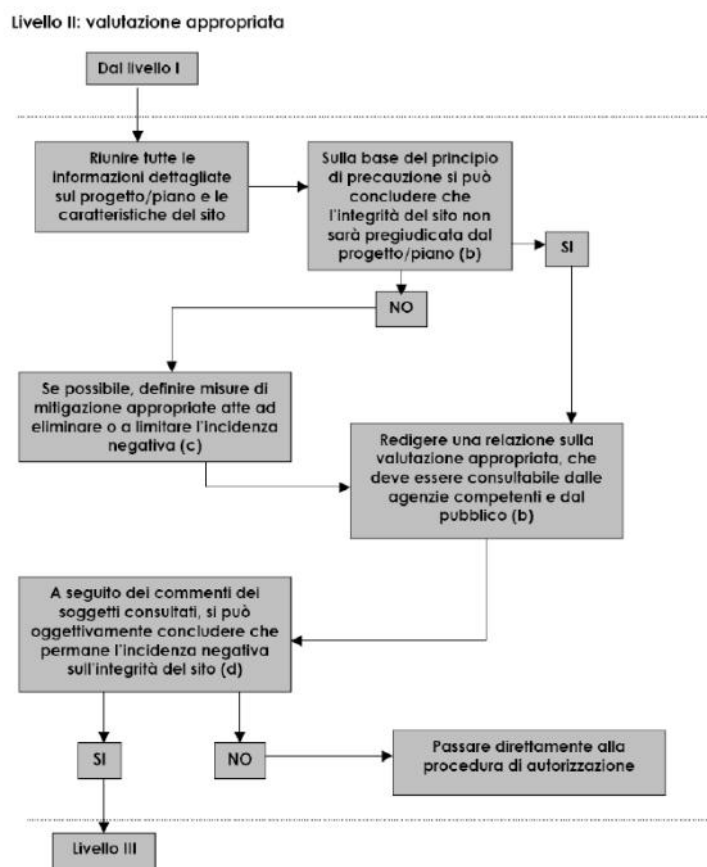 Livello II: valutazione appropriata
Dal livello I
Riunire tutte le
informazioni dettagliate
sul progetto/piano e le
caratteristiche del sito
Sulla base del principio
di precauzione si può
concludere che
l'integrità del sito non
sarà pregiudicata dal
progetto/piano (b)
SI
NO
Se possibile, definire misure di
mitigazione appropriate atte ad
eliminare o a limitare l'incidenza
negativa (c)
Redigere una relazione sulla
valutazione appropriata, che
deve essere consultabile dalle
agenzie competenti e dal
pubblico (b)
A seguito dei commenti dei
soggetti consultati, si può
oggettivamente concludere che
permane l'incidenza negativa
sull'integrità del sito (d)
SI
NO
Passare direttamente alla
procedura di autorizzazione
Livello III